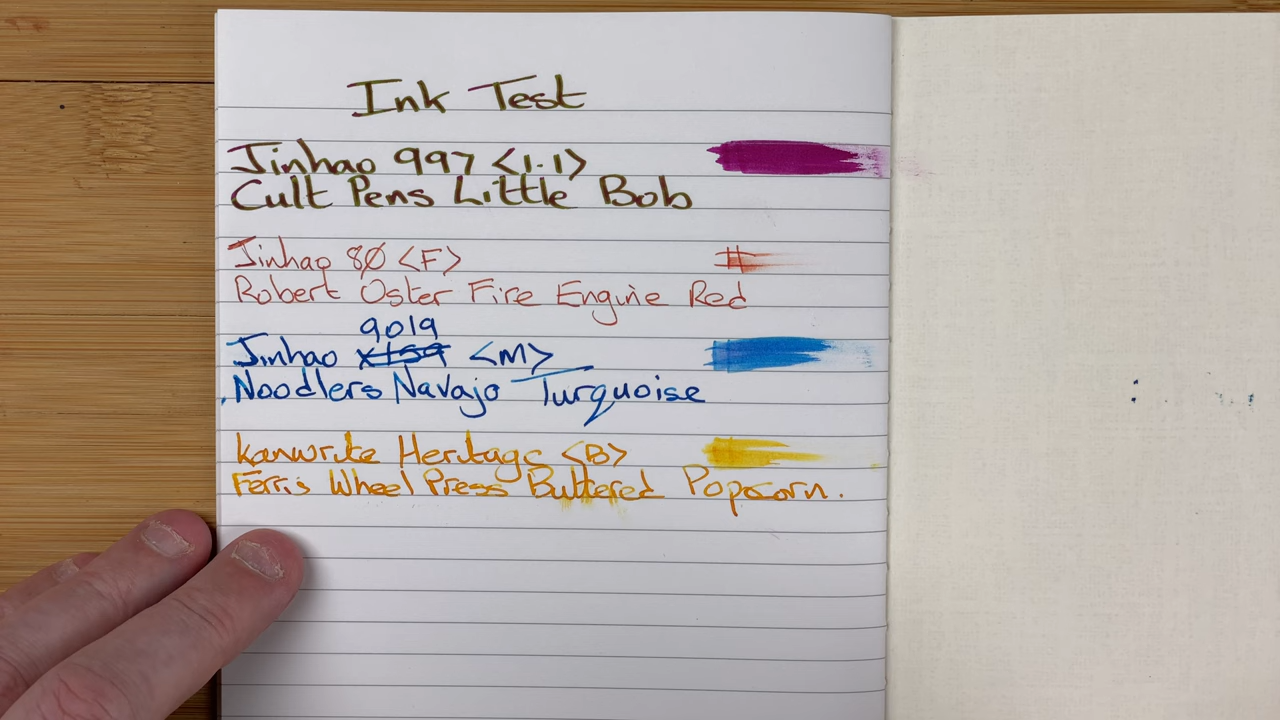 Ink Test
Jinhao 997 <1.1>
Cult Pens Little Bob
Jinhao 80 <F>
Robert Oster Fire Engine Red
9019
Jinhao x159 <M>
Noodlers Navajo Turquoise
Kanwrite Heritage <B>
Ferris Wheel Press Buttered Popcorn.